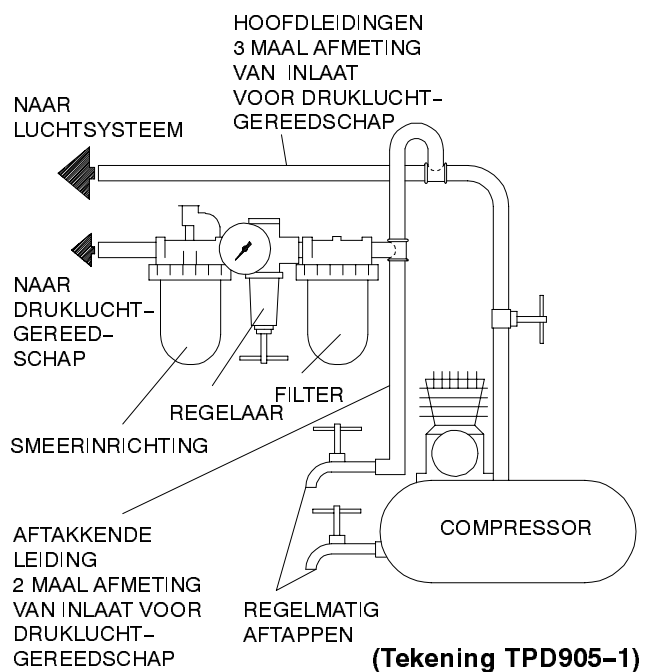 HOOFDLEIDINGEN
3 MAAL AFMETING
VAN INLAAT
VOOR DRUKLUCHT–
GEREEDSCHAP
NAAR
LUCHTSYSTEEM
NAAR
DRUKLUCHT–
GEREED–
SCHAP
FILTER
REGELAAR
SMEERINRICHTING
COMPRESSOR
AFTAKKENDE
LEIDING
2 MAAL AFMETING
VAN INLAAT VOOR
DRUKLUCHT–
GEREEDSCHAP
REGELMATIG
AFTAPPEN
(Tekening TPD905–1)